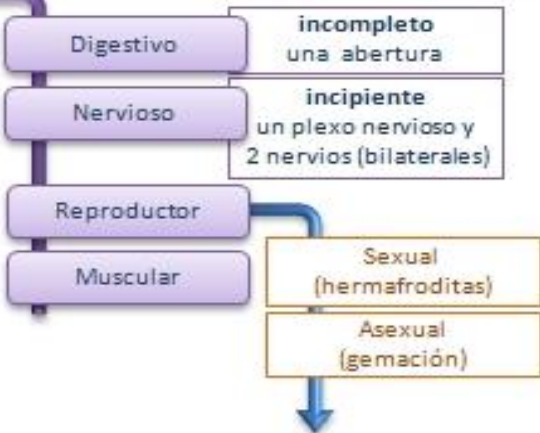 Digestivo
incompleto
una abertura
Nervioso
incipiente
un plexo nervioso y
2 nervios (bilaterales)
Reproductor
Muscular
Sexual
(hermafroditas)
Asexual
(gemación)